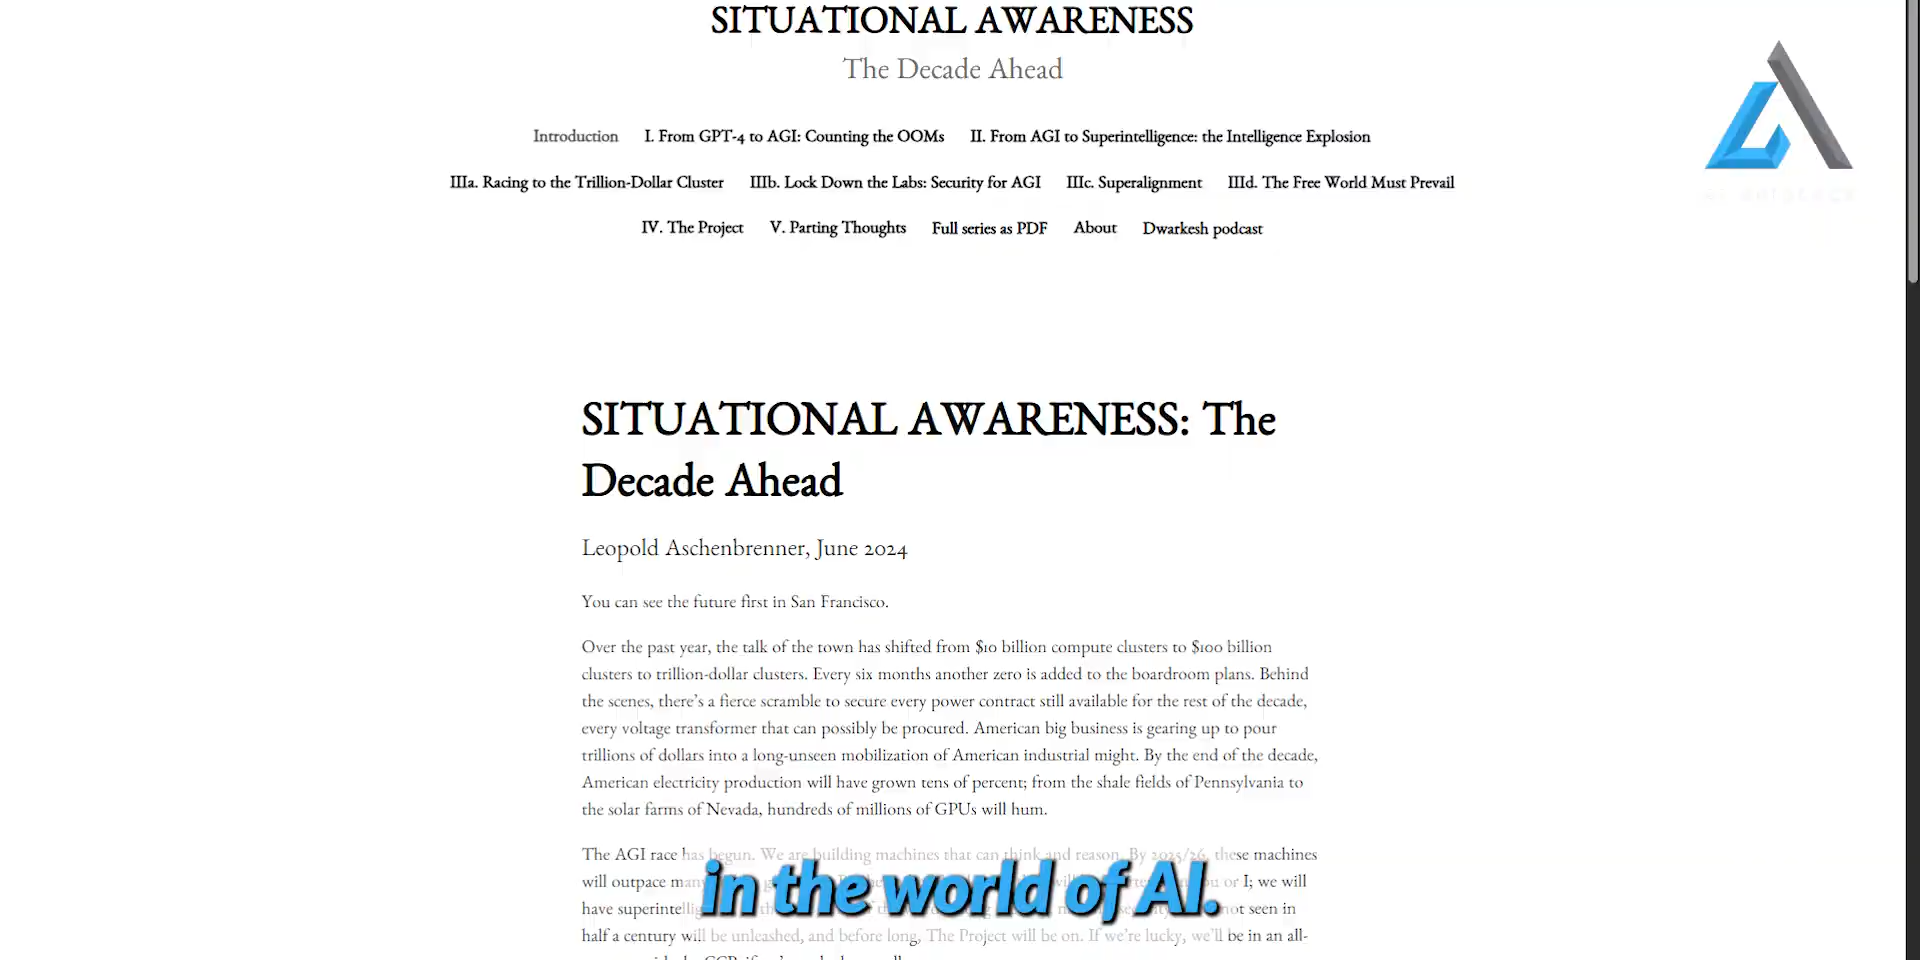 SITUATIONAL AWARENESS
The Decade Ahead
Introduction I. From GPT-4 to AGI: Counting the OOMs II. From AGI to Superintelligence: the Intelligence Explosion
IIIa. Racing to the Trillion-Dollar Cluster IIIb. Lock Down the Labs: Security for AGI IIIc. Superalignment IIId. The Free World Must Prevail
IV. The Project V. Parting Thoughts Full series as PDF About Dwarkesh podcast
SITUATIONAL AWARENESS: The
Decade Ahead
Leopold Aschenbrenner, June 2024
You can see the future first in San Francisco.
Over the past year, the talk of the town has shifted from $10 billion compute clusters to $100 billion
clusters to trillion-dollar clusters. Every six months another zero is added to the boardroom plans. Behind
the scenes, there's a fierce scramble to secure every power contract still available for the rest of the decade,
every voltage transformer that can possibly be procured. American big business is gearing up to pour
trillions of dollars into a long-unseen mobilization of American industrial might. By the end of the decade,
American electricity production will have grown tens of percent; from the shale fields of Pennsylvania to
the solar farms of Nevada, hundreds of millions of GPUs will hum.
The AGI race has begun. We are building machines that can think and reason. By 2025/26, these machines
will outpace or I; we will
have not seen in
in the world of AI.
half a century will be unleashed, and before long, The Project will be on. If we're lucky, we'll be in an all-